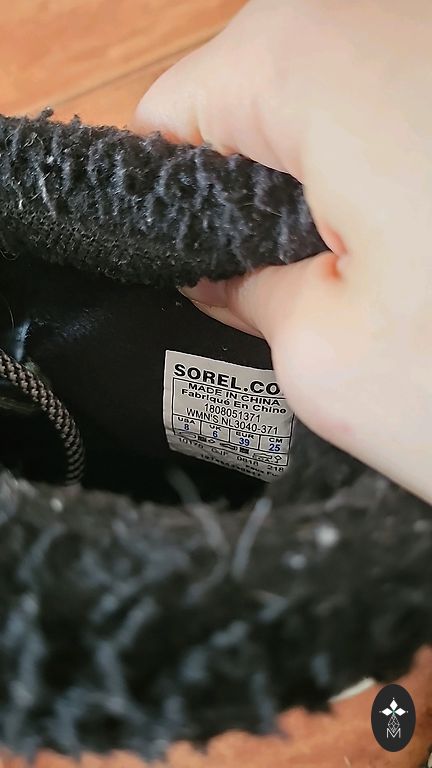 SOREL.CO
MADE IN CHINA
Fabriqué En Chine
1808051371
WMN'S NL3040-371
USA UK EUR CM
8 6 39 25
M